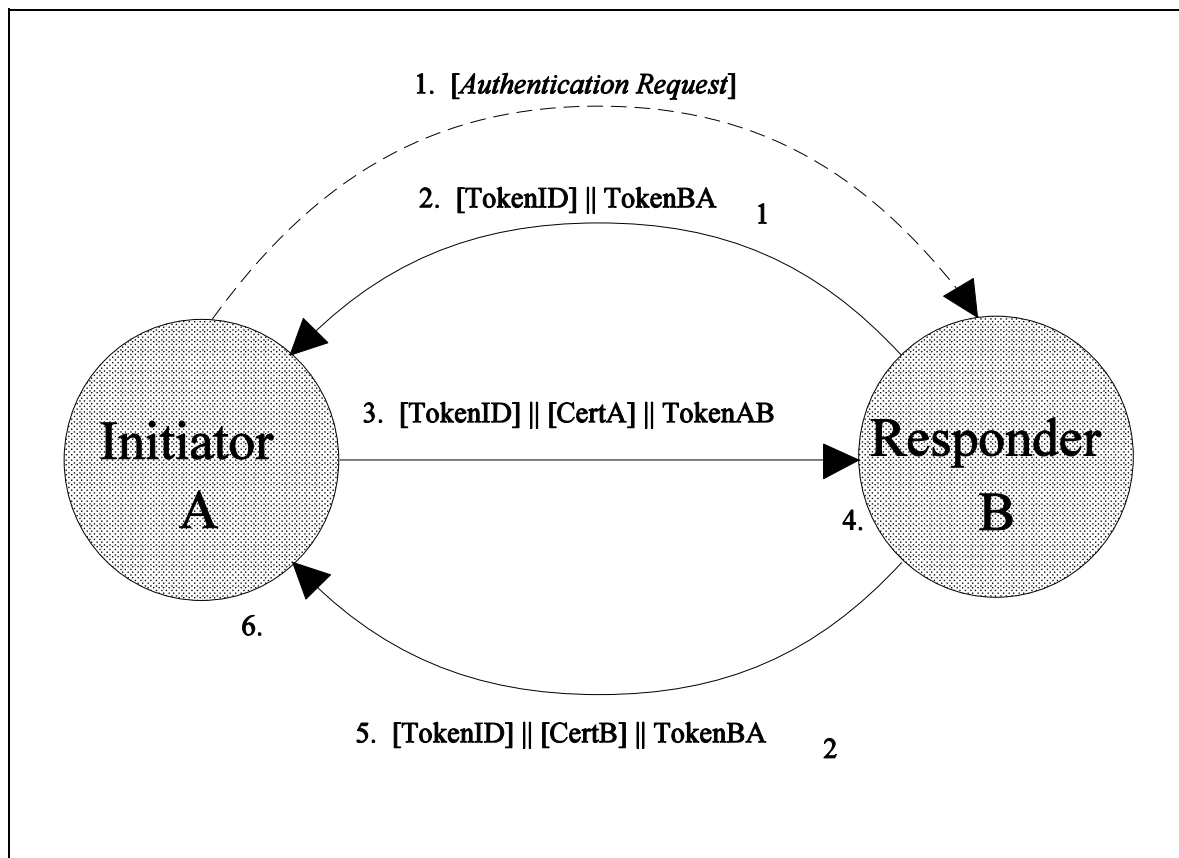 1. [Authentication Request]
2. [TokenID] || TokenBA 1
3. [TokenID] || [CertA] || TokenAB
Initiator
A
Responder
B
4.
6.
5. [TokenID] || [CertB] || TokenBA 2